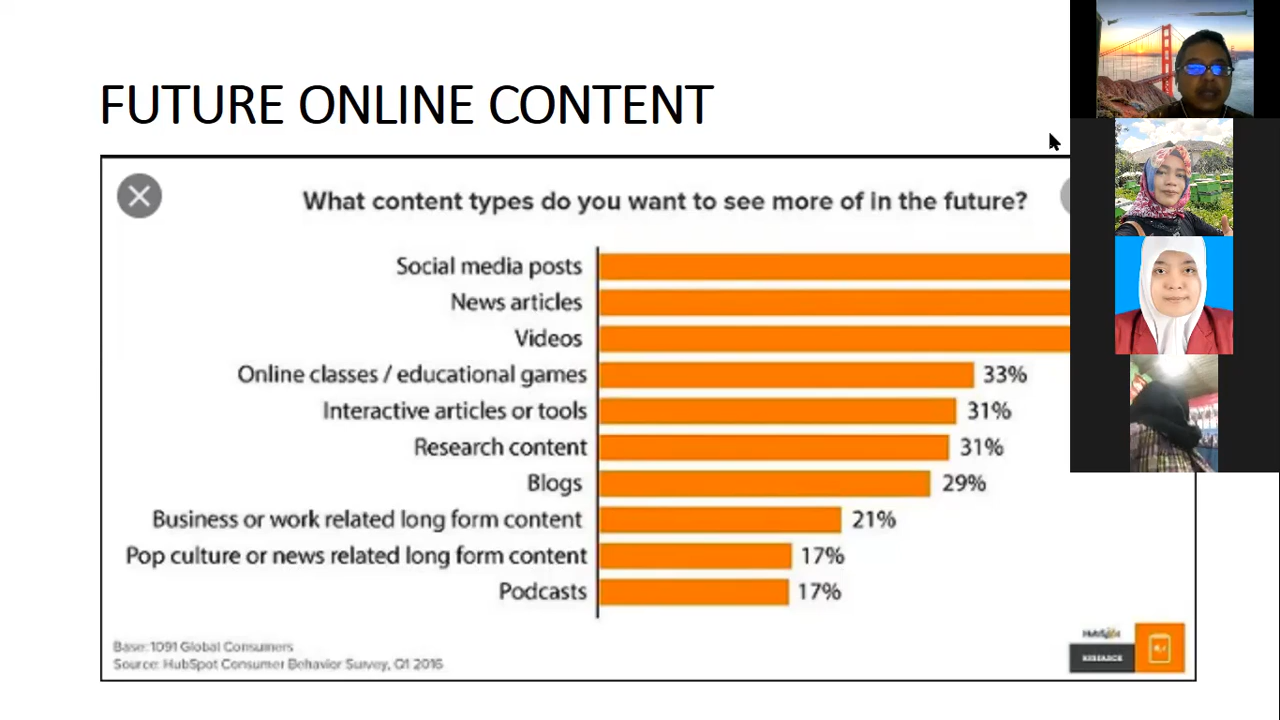 FUTURE ONLINE CONTENT
What content types do you want to see more of in the future?
Social media posts
News articles
Videos
Online classes / educational games 33%
Interactive articles or tools 31%
Research content 31%
Blogs 29%
Business or work related long form content 21%
Pop culture or news related long form content 17%
Podcasts 17%
Base: 1091 Global Consumers
Source: HubSpot Consumer Behavior Survey, Q1 2016
HubSpot
RESEARCH